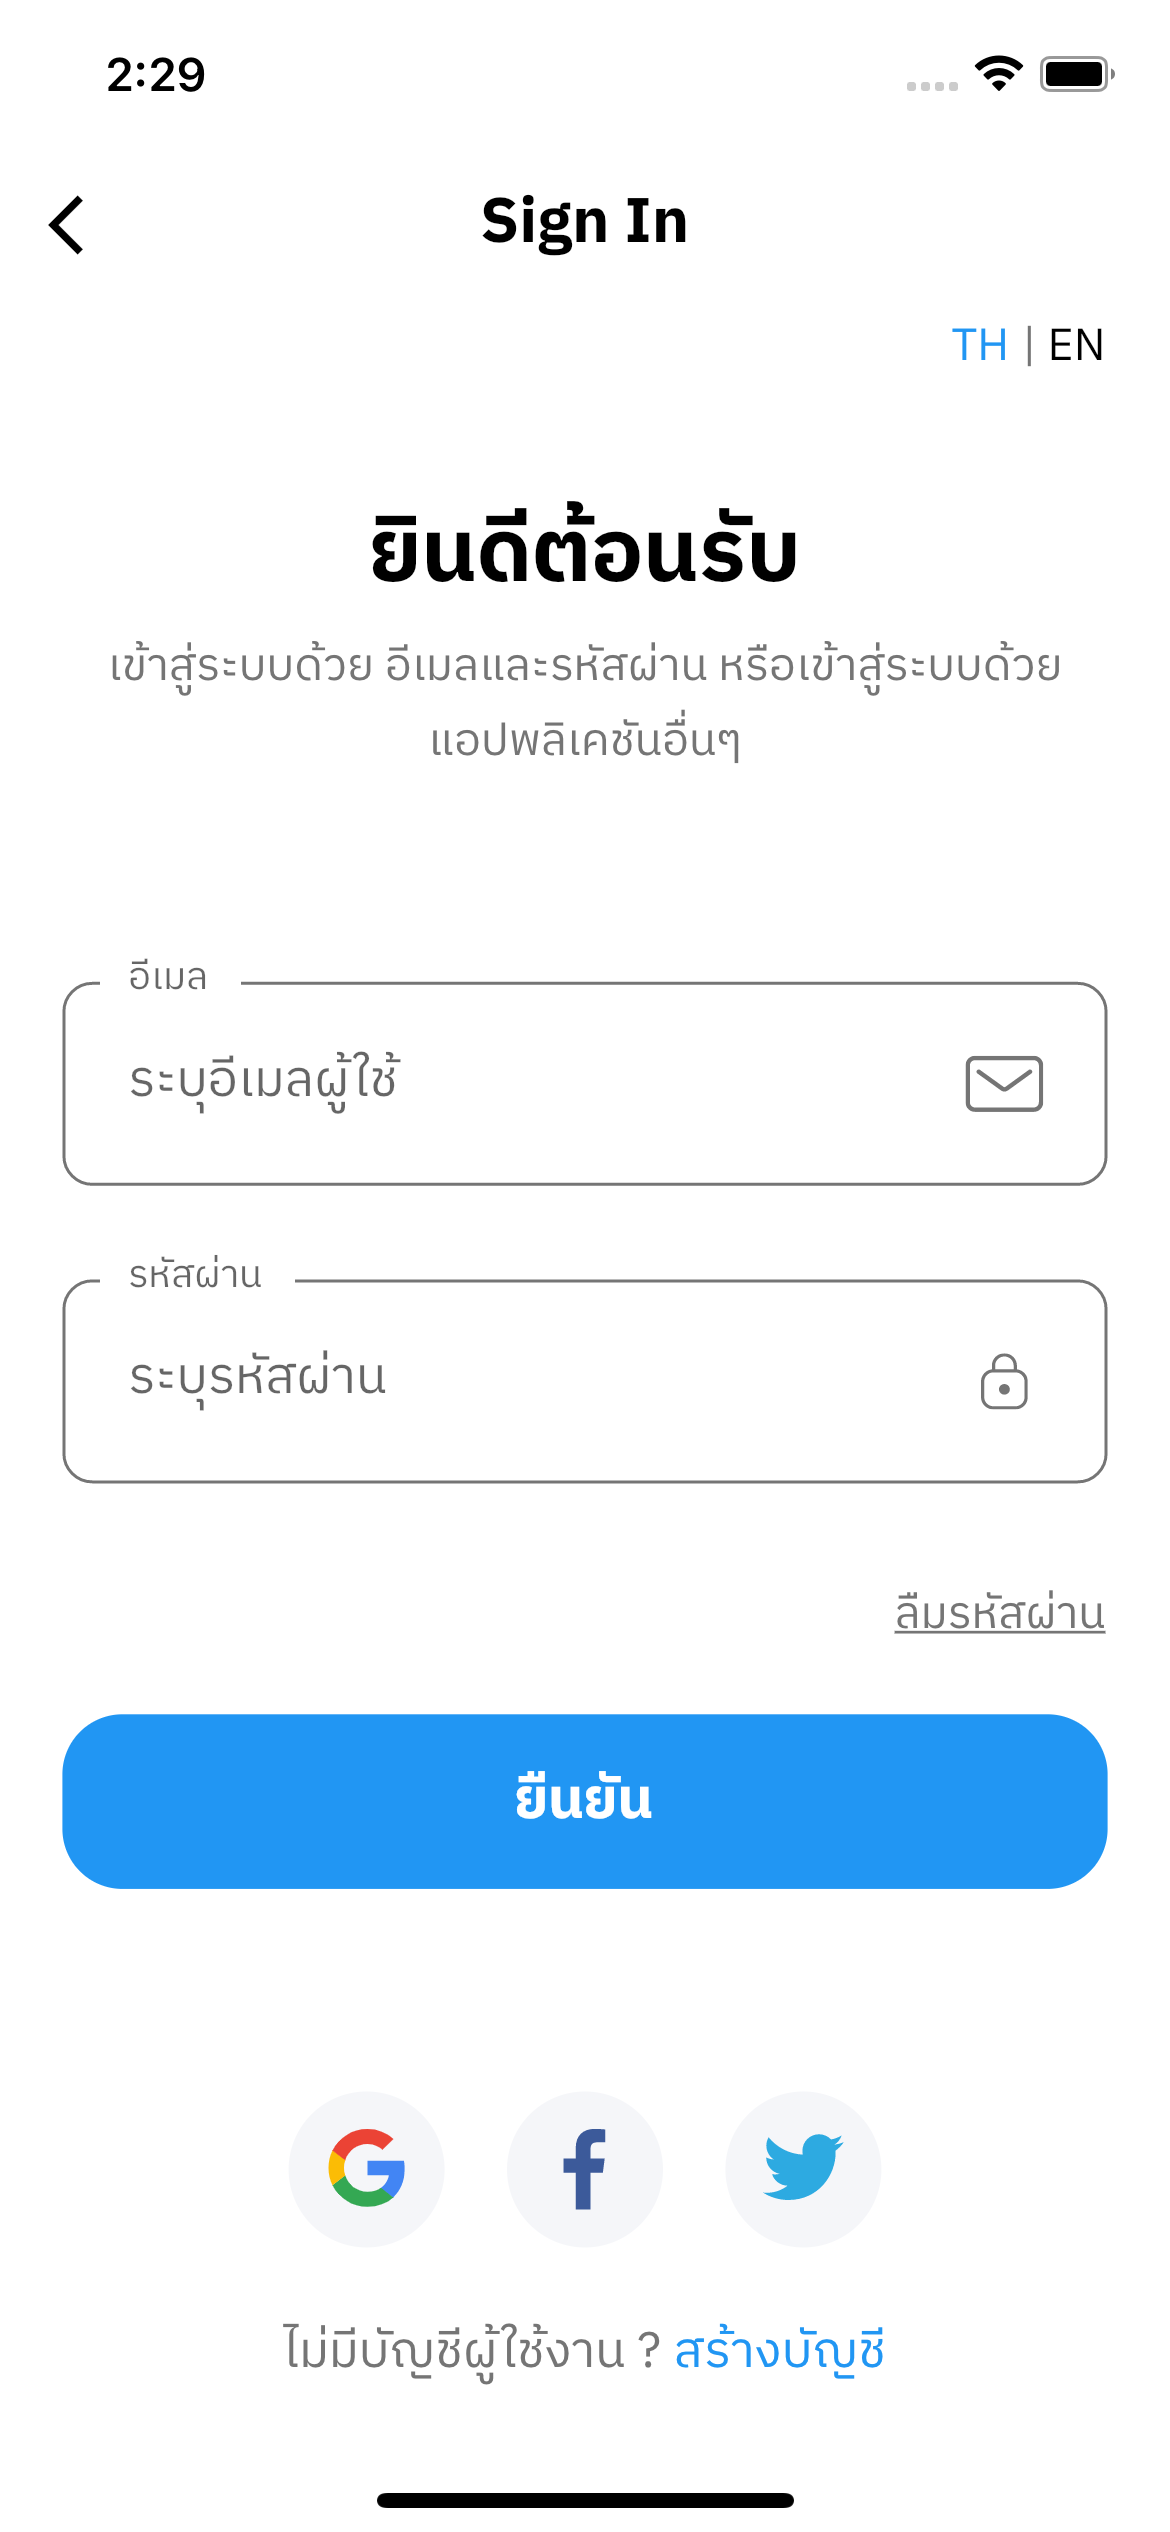 2:29
Sign In
TH | EN
ยินดีต้อนรับ
เข้าสู่ระบบด้วย อีเมลและรหัสผ่าน หรือเข้าสู่ระบบด้วย
แอปพลิเคชันอื่นๆ
อีเมล
ระบุอีเมลผู้ใช้
รหัสผ่าน
ระบุรหัสผ่าน
ลืมรหัสผ่าน
ยืนยัน
ไม่มีบัญชีผู้ใช้งาน ? สร้างบัญชี